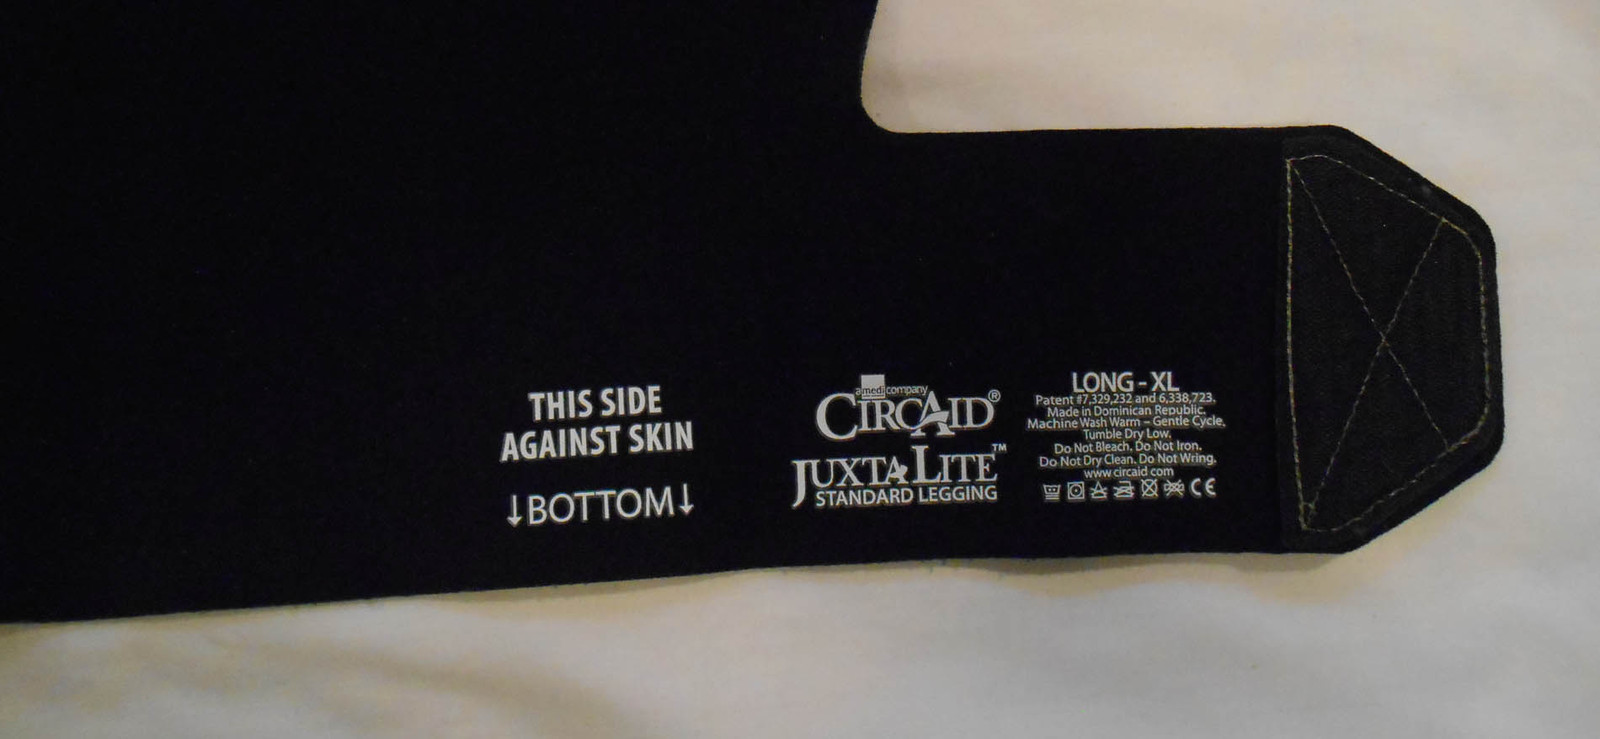 THIS SIDE
AGAINST SKIN
↓BOTTOM↓
a medi company
CIRCAID®
JUXTALITE™
STANDARD LEGGING
LONG - XL
Patent #7,329,232 and 6,338,723.
Made in Dominican Republic.
Machine Wash Warm – Gentle Cycle.
Tumble Dry Low.
Do Not Bleach. Do Not Iron.
Do Not Dry Clean. Do Not Wring.
www.circaid.com
CE